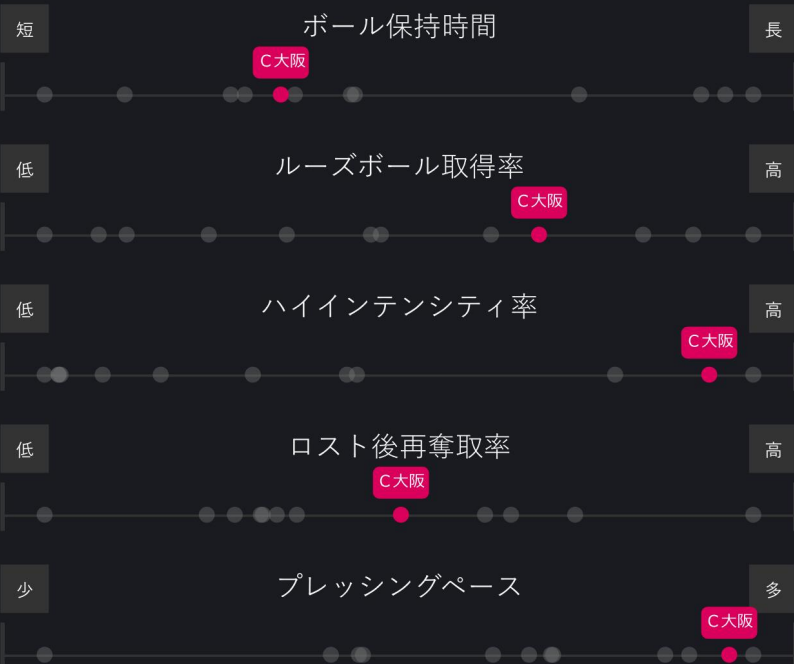 ボール保持時間
短
長
C大阪
ルーズボール取得率
低
高
C大阪
ハイインテンシティ率
低
高
C大阪
ロスト後再奪取率
低
高
C大阪
プレッシングペース
少
多
C大阪